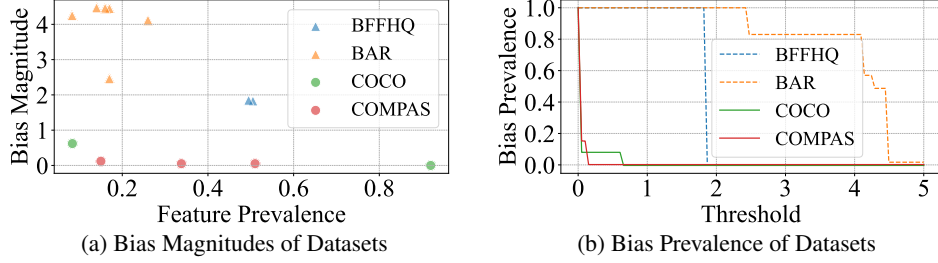 Bias Magnitude
4
3
2
1
0
0.2 0.4 0.6 0.8
Feature Prevalence
BFFHQ
BAR
COCO
COMPAS
(a) Bias Magnitudes of Datasets
Bias Prevalence
1.0
0.8
0.6
0.4
0.2
0.0
0 1 2 3 4 5
Threshold
BFFHQ
BAR
COCO
COMPAS
(b) Bias Prevalence of Datasets